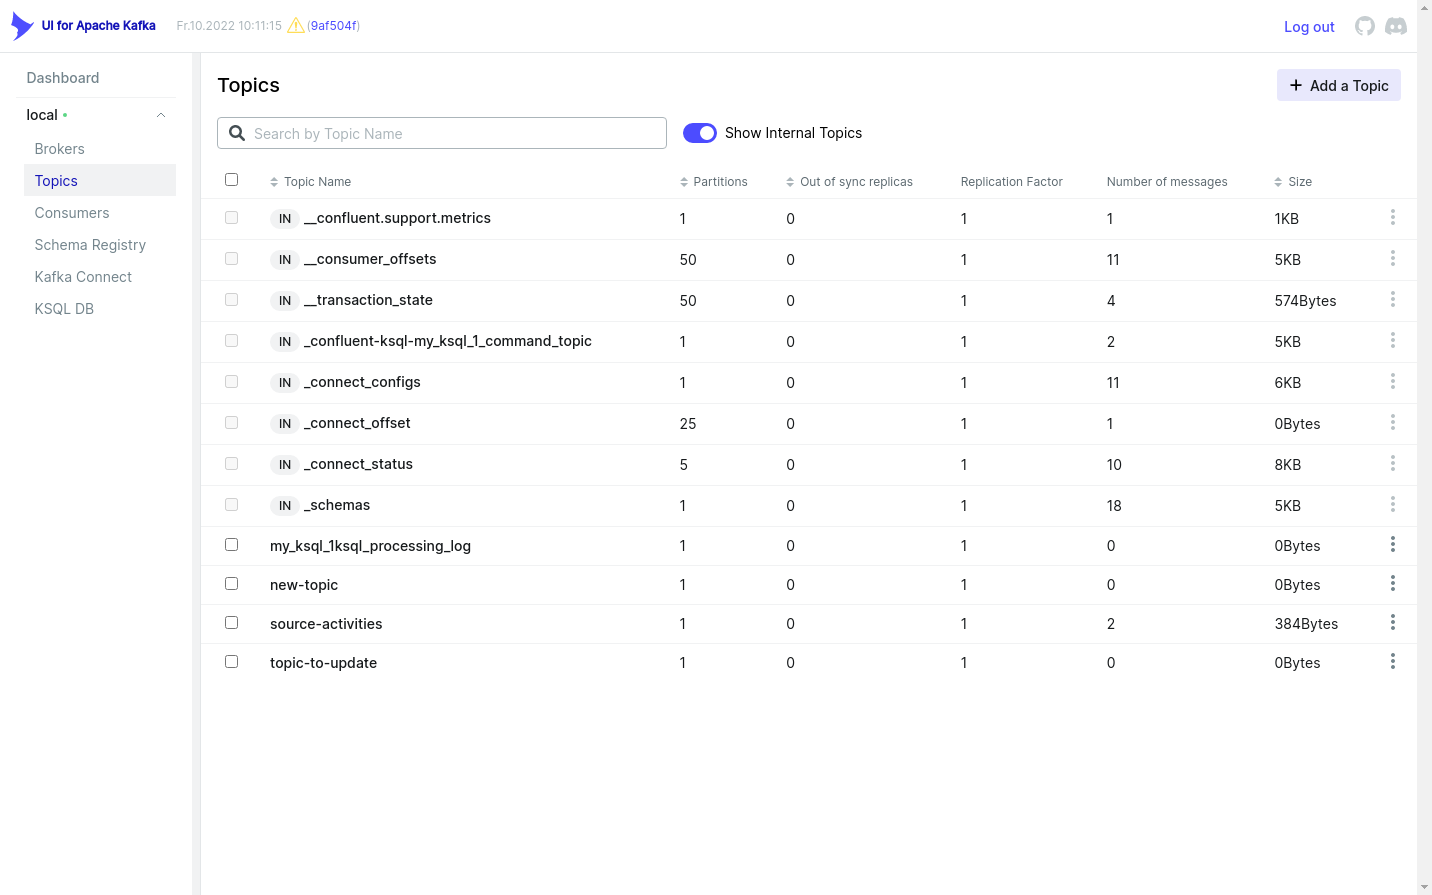 UI for Apache Kafka Fr.10.2022 10:11:15 (9af504f) Log out
Dashboard
local
Brokers
Topics
Consumers
Schema Registry
Kafka Connect
KSQL DB
Topics
Add a Topic
Search by Topic Name
Show Internal Topics
Topic Name Partitions Out of sync replicas Replication Factor Number of messages Size
IN __confluent.support.metrics 1 0 1 1 1KB
IN __consumer_offsets 50 0 1 11 5KB
IN __transaction_state 50 0 1 4 574Bytes
IN _confluent-ksql-my_ksql_1_command_topic 1 0 1 2 5KB
IN _connect_configs 1 0 1 11 6KB
IN _connect_offset 25 0 1 1 0Bytes
IN _connect_status 5 0 1 10 8KB
IN _schemas 1 0 1 18 5KB
my_ksql_1ksql_processing_log 1 0 1 0 0Bytes
new-topic 1 0 1 0 0Bytes
source-activities 1 0 1 2 384Bytes
topic-to-update 1 0 1 0 0Bytes